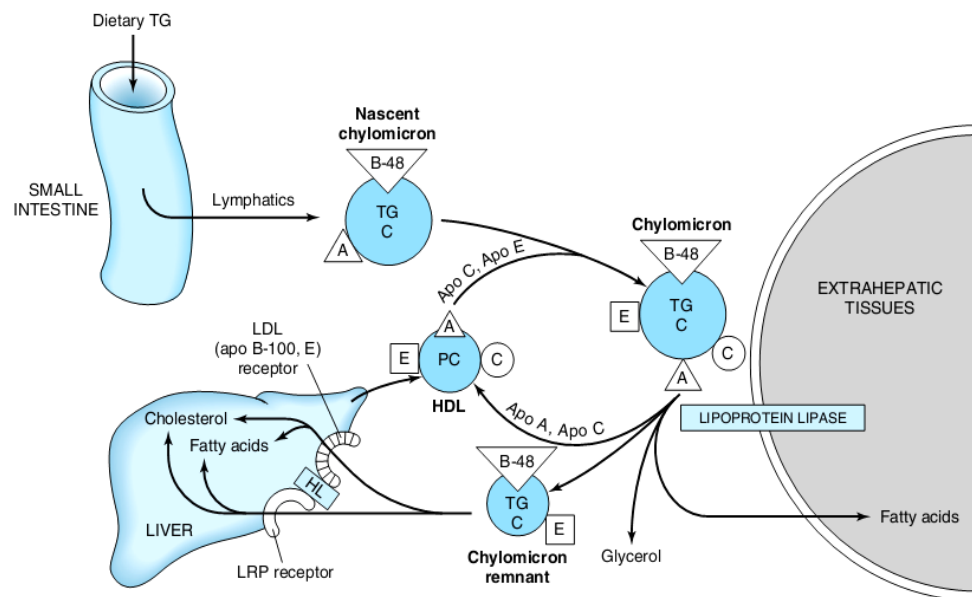 Dietary TG
SMALL
INTESTINE
Lymphatics
Nascent
chylomicron
B-48
TG
C
A
Apo C, Apo E
Chylomicron
B-48
TG
C
E
C
A
EXTRAHEPATIC
TISSUES
LIPOPROTEIN LIPASE
A
E
PC
C
HDL
Apo A, Apo C
LDL
(apo B-100, E)
receptor
Cholesterol
Fatty acids
HL
LIVER
LRP receptor
B-48
TG
C
E
Chylomicron
remnant
Glycerol
Fatty acids